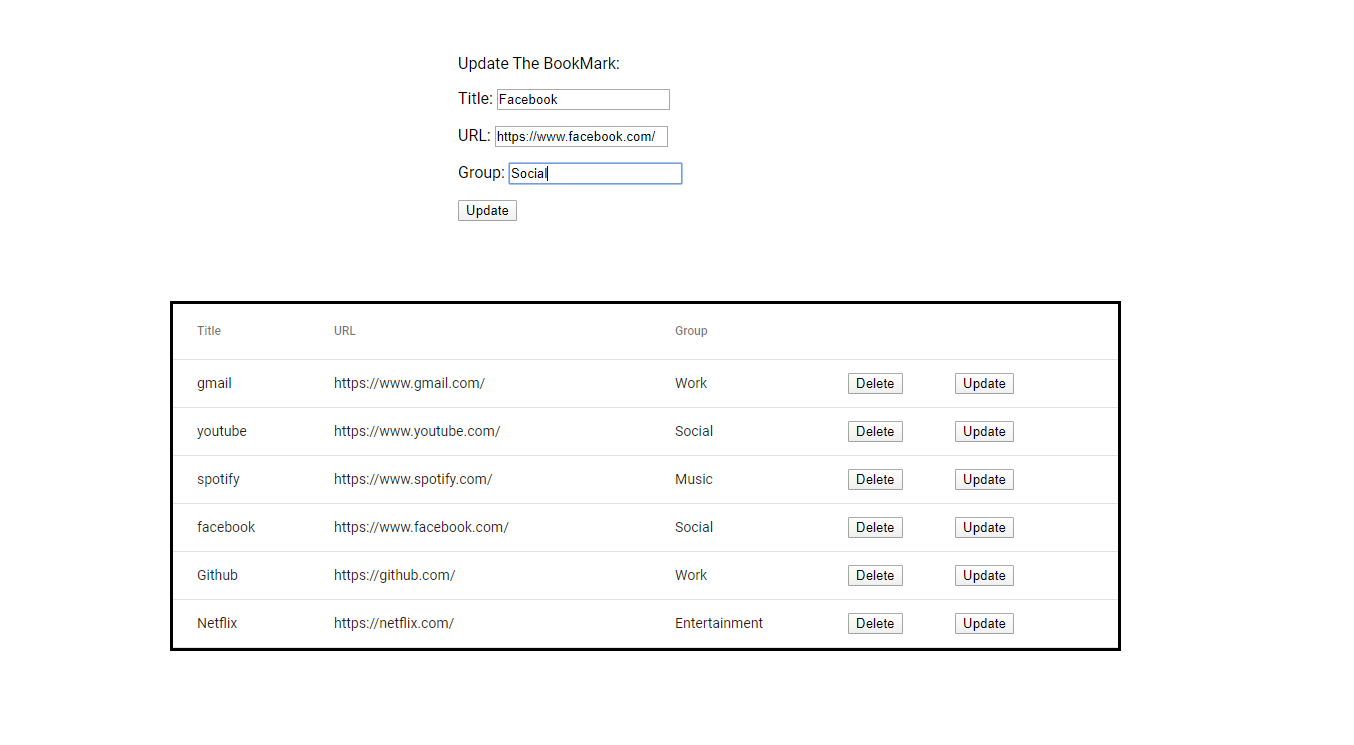 Update The BookMark:
Title: Facebook
URL: https://www.facebook.com/
Group: Social
Update
Title URL Group
gmail https://www.gmail.com/ Work Delete Update
youtube https://www.youtube.com/ Social Delete Update
spotify https://www.spotify.com/ Music Delete Update
facebook https://www.facebook.com/ Social Delete Update
Github https://github.com/ Work Delete Update
Netflix https://netflix.com/ Entertainment Delete Update